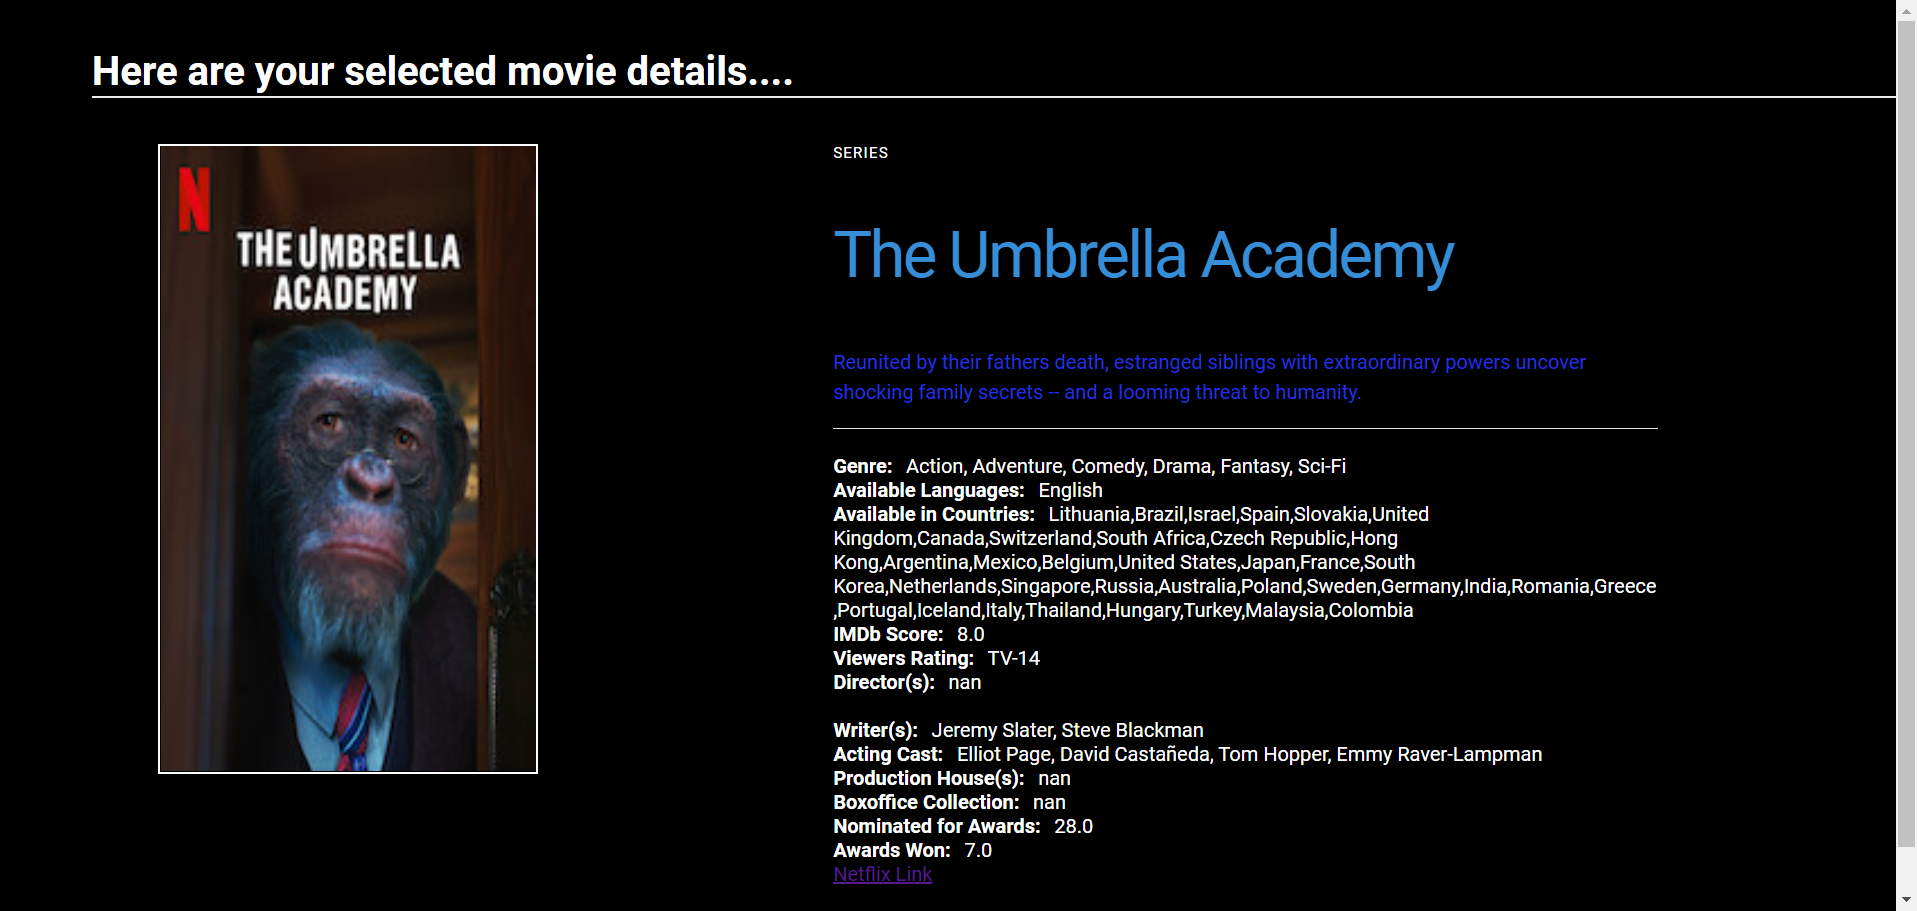 Here are your selected movie details....
N
THE UMBRELLA
ACADEMY
SERIES
The Umbrella Academy
Reunited by their fathers death, estranged siblings with extraordinary powers uncover
shocking family secrets -- and a looming threat to humanity.
Genre: Action, Adventure, Comedy, Drama, Fantasy, Sci-Fi
Available Languages: English
Available in Countries: Lithuania,Brazil,Israel,Spain,Slovakia,United
Kingdom,Canada,Switzerland,South Africa,Czech Republic,Hong
Kong,Argentina,Mexico,Belgium,United States,Japan,France,South
Korea,Netherlands,Singapore,Russia,Australia,Poland,Sweden,Germany,India,Romania,Greece
,Portugal,Iceland,Italy,Thailand,Hungary,Turkey,Malaysia,Colombia
IMDb Score: 8.0
Viewers Rating: TV-14
Director(s): nan
Writer(s): Jeremy Slater, Steve Blackman
Acting Cast: Elliot Page, David Castañeda, Tom Hopper, Emmy Raver-Lampman
Production House(s): nan
Boxoffice Collection: nan
Nominated for Awards: 28.0
Awards Won: 7.0
Netflix Link